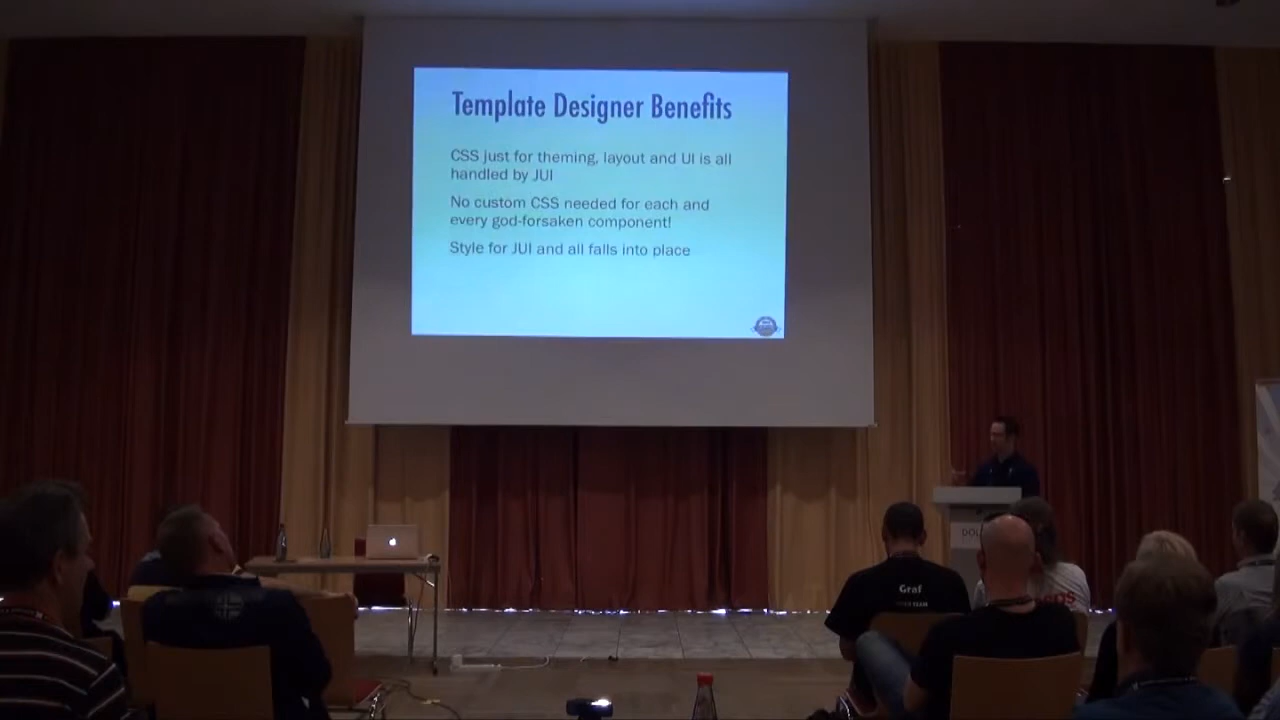 Template Designer Benefits
CSS just for theming, layout and UI is all
handled by JUI
No custom CSS needed for each and
every god-forsaken component!
Style for JUI and all falls into place
Graf
TEAM